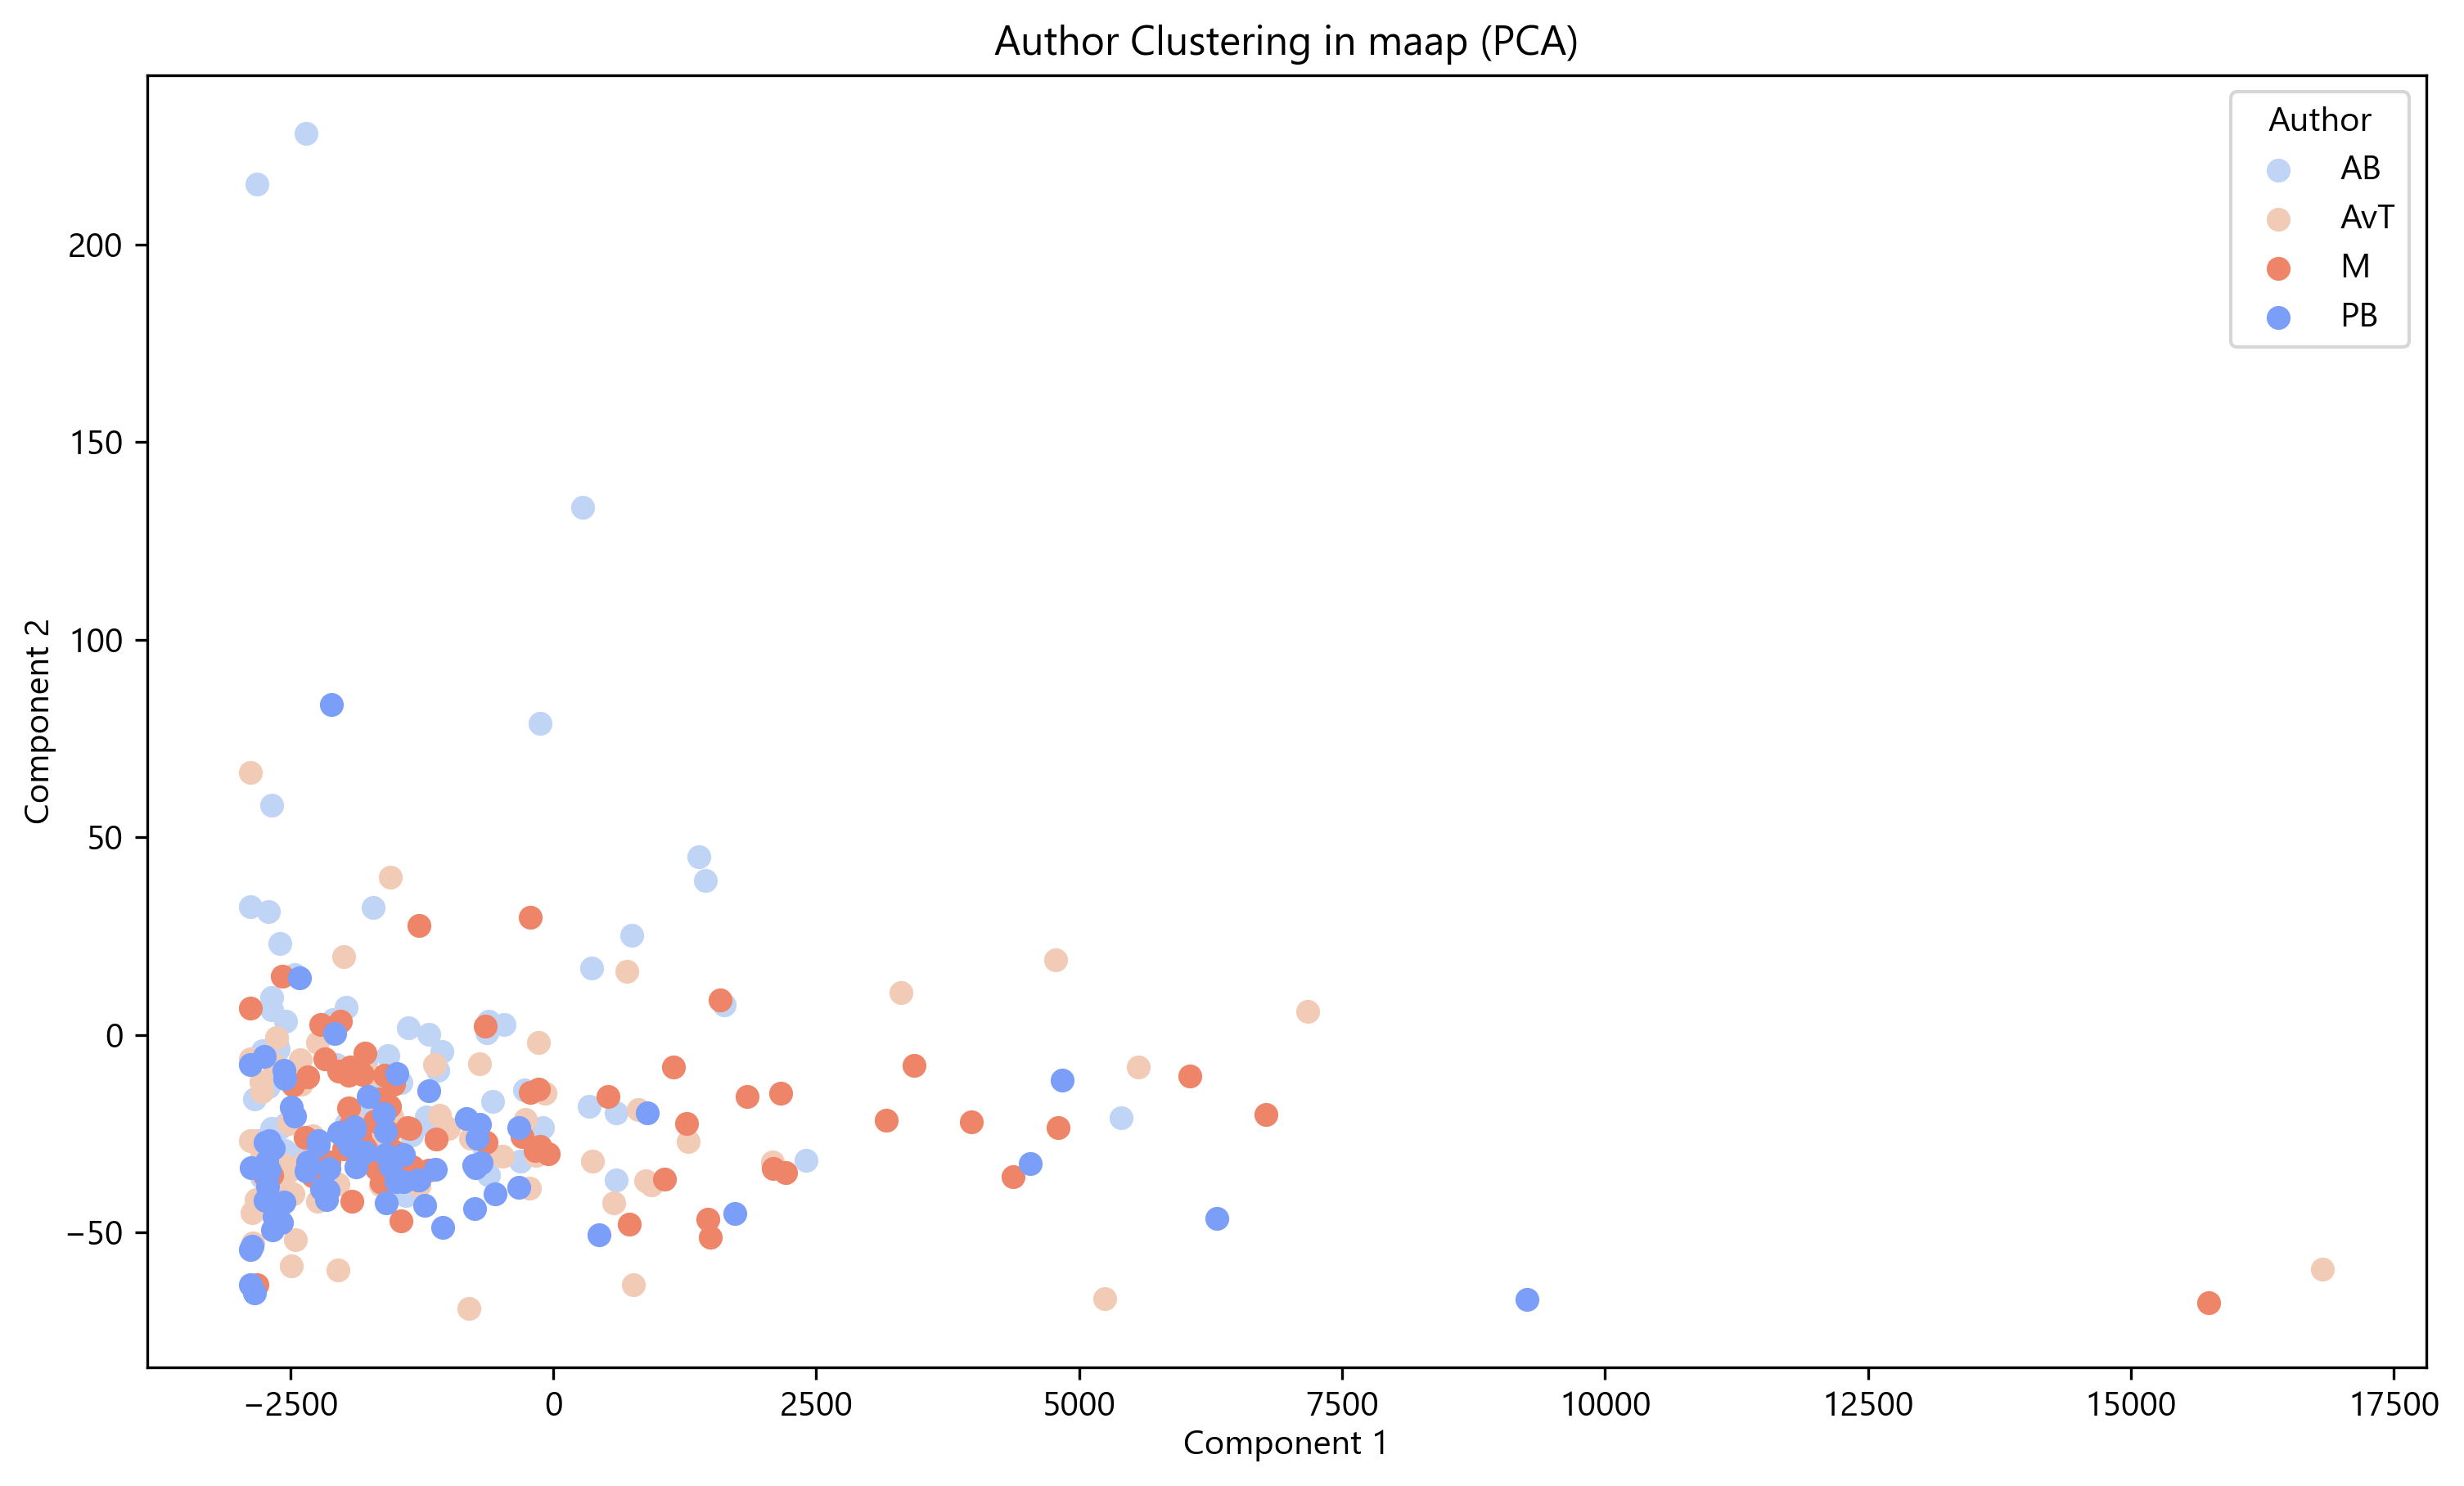 Author Clustering in maap (PCA)
Author
AB
AvT
M
PB
200
150
100
50
0
−50
Component 2
−2500
0
2500
5000
7500
10000
12500
15000
17500
Component 1